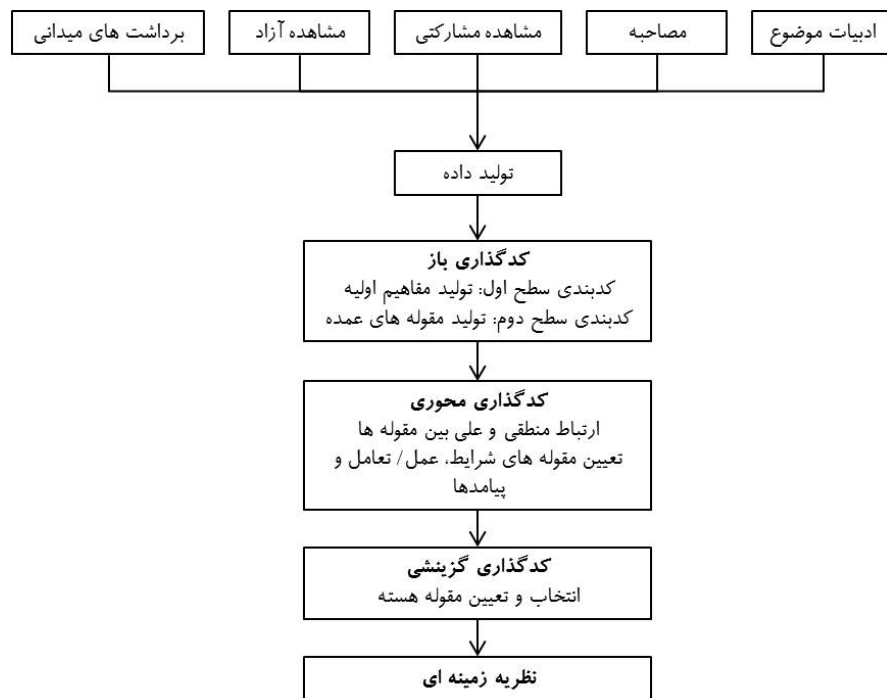 ادبیات موضوع
مصاحبه
مشاهده مشارکتی
مشاهده آزاد
برداشت های میدانی
تولید داده
کدگذاری باز
کدبندی سطح اول: تولید مفاهیم اولیه
کدبندی سطح دوم: تولید مقوله های عمده
کدگذاری محوری
ارتباط منطقی و علی بین مقوله ها
تعیین مقوله های شرایط، عمل/ تعامل و
پیامدها
کدگذاری گزینشی
انتخاب و تعیین مقوله هسته
نظریه زمینه ای